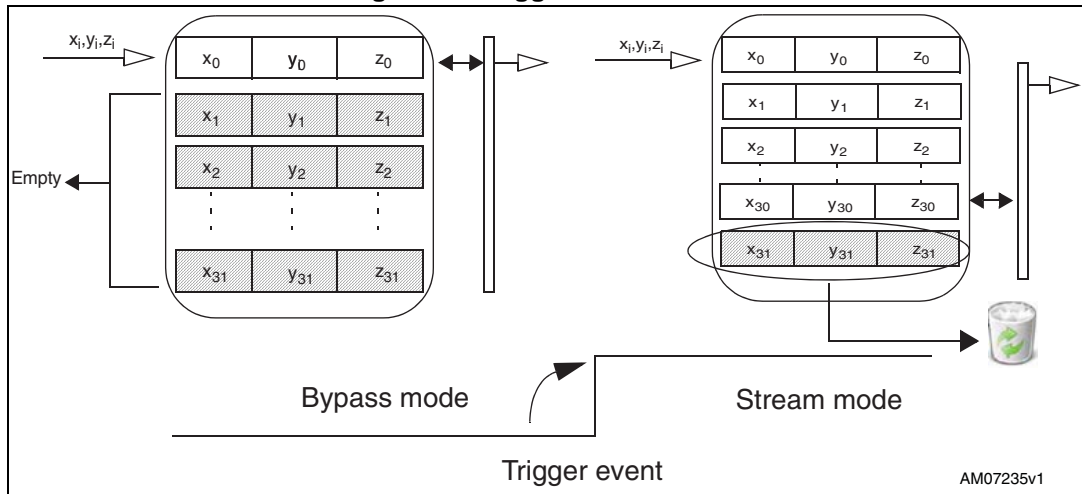 xi,yi,zi
x0 y0 z0
x1 y1 z1
x2 y2 z2
x31 y31 z31
Empty
xi,yi,zi
x0 y0 z0
x1 y1 z1
x2 y2 z2
x30 y30 z30
x31 y31 z31
Bypass mode
Stream mode
Trigger event
AM07235v1